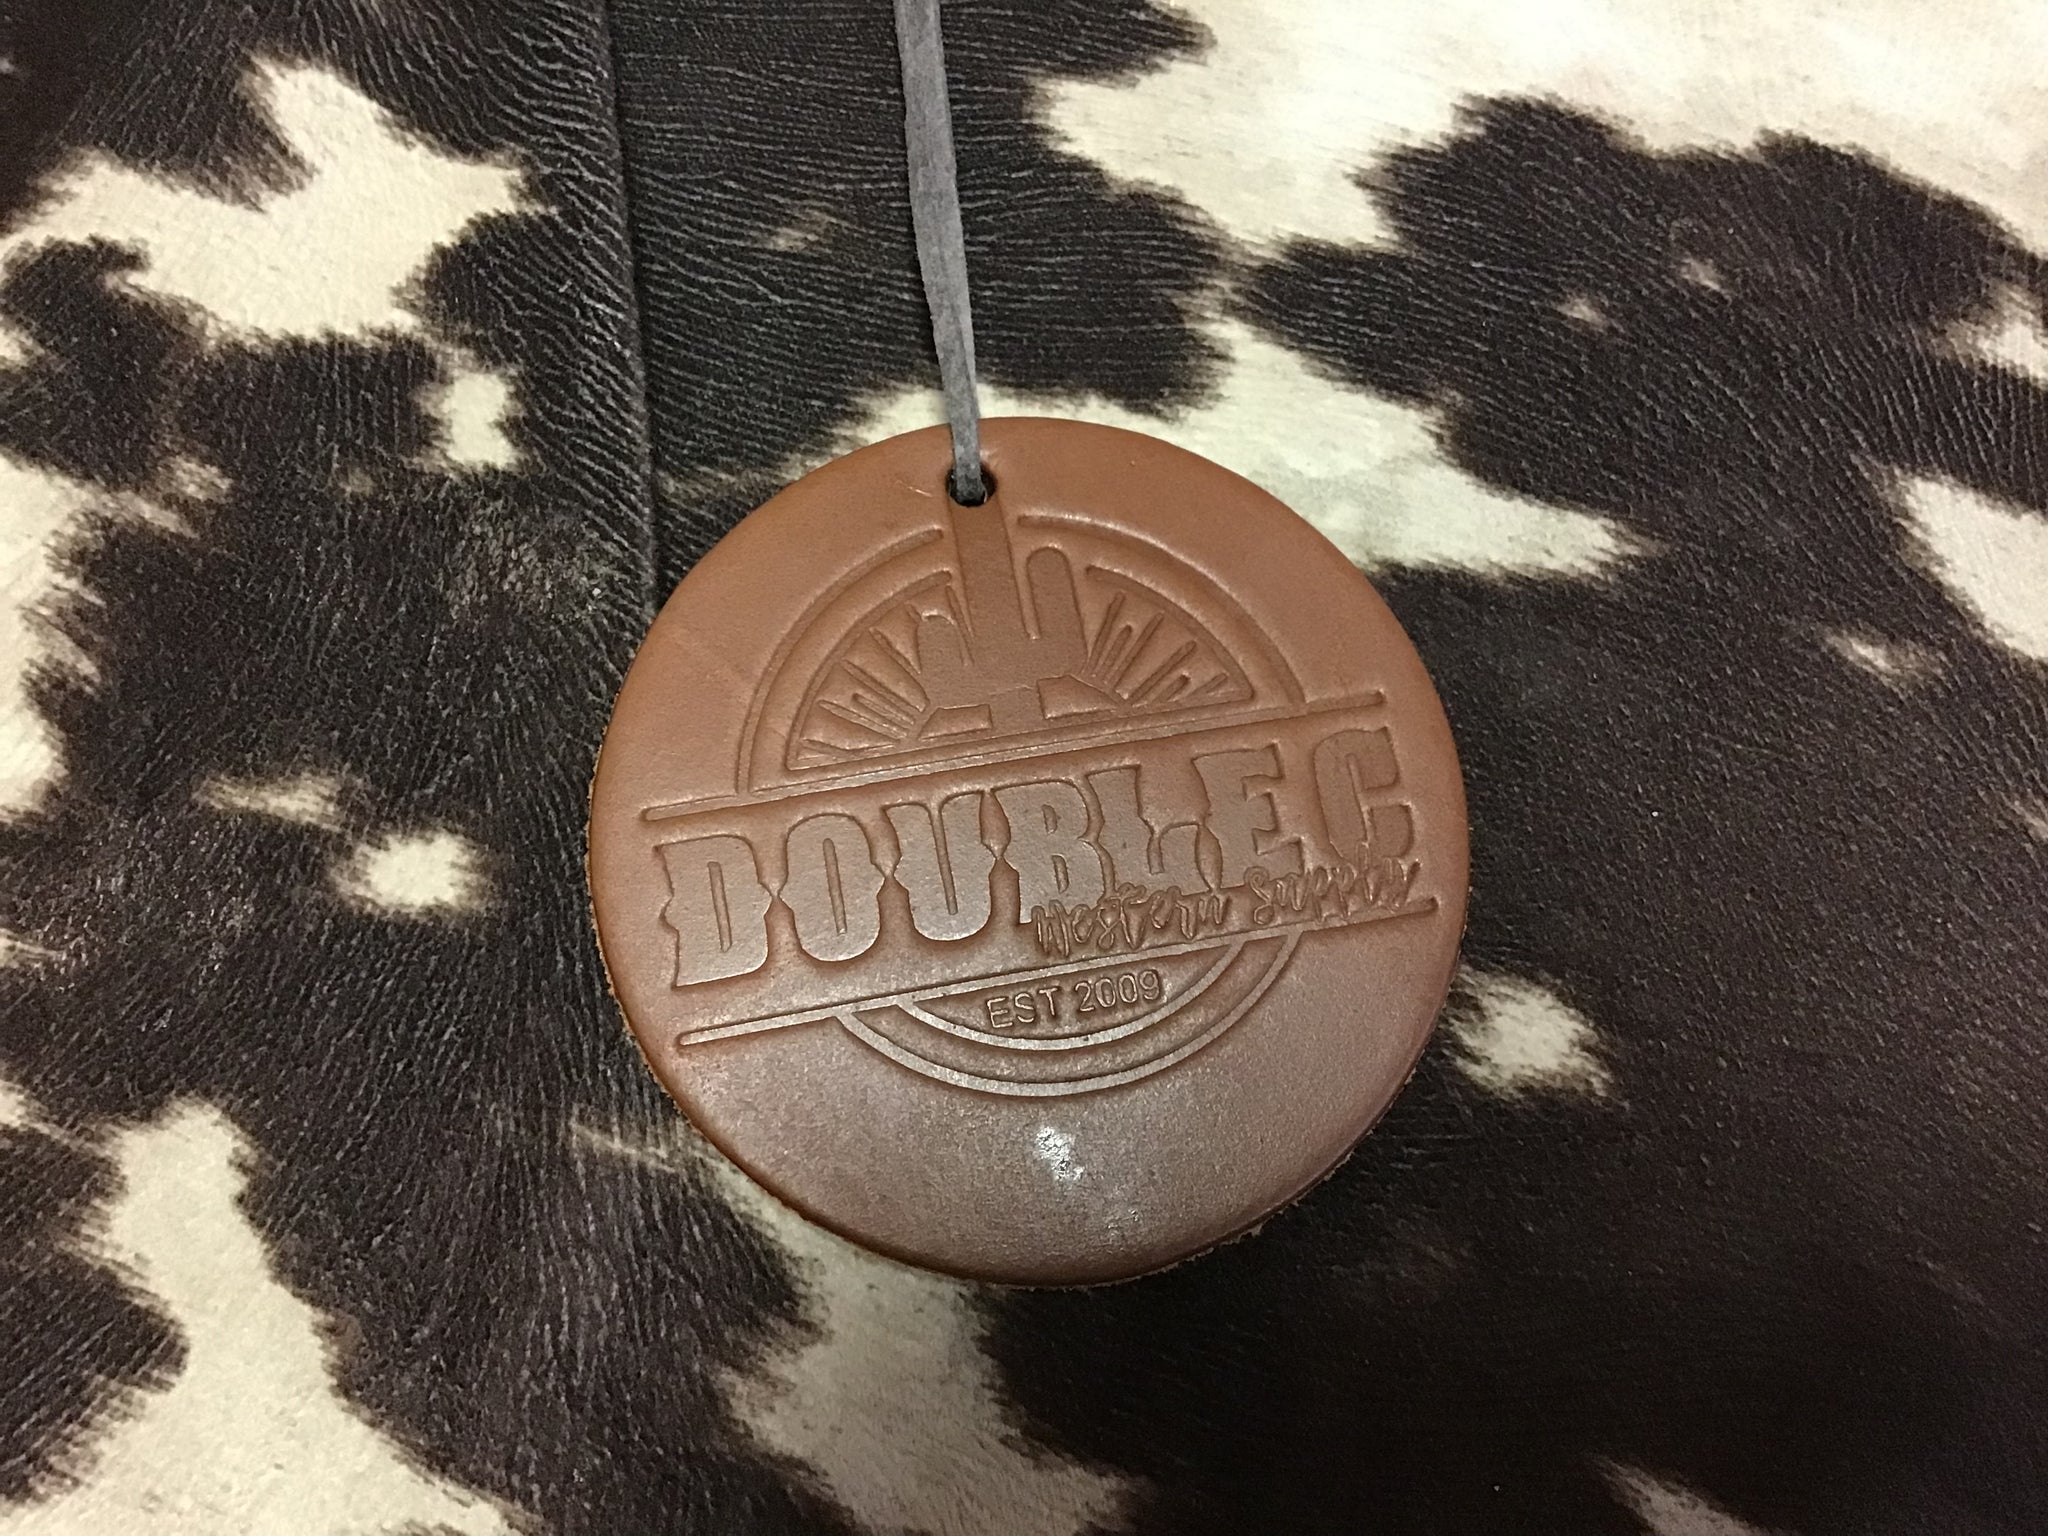 DOUBLE C
Western Supply
EST 2009